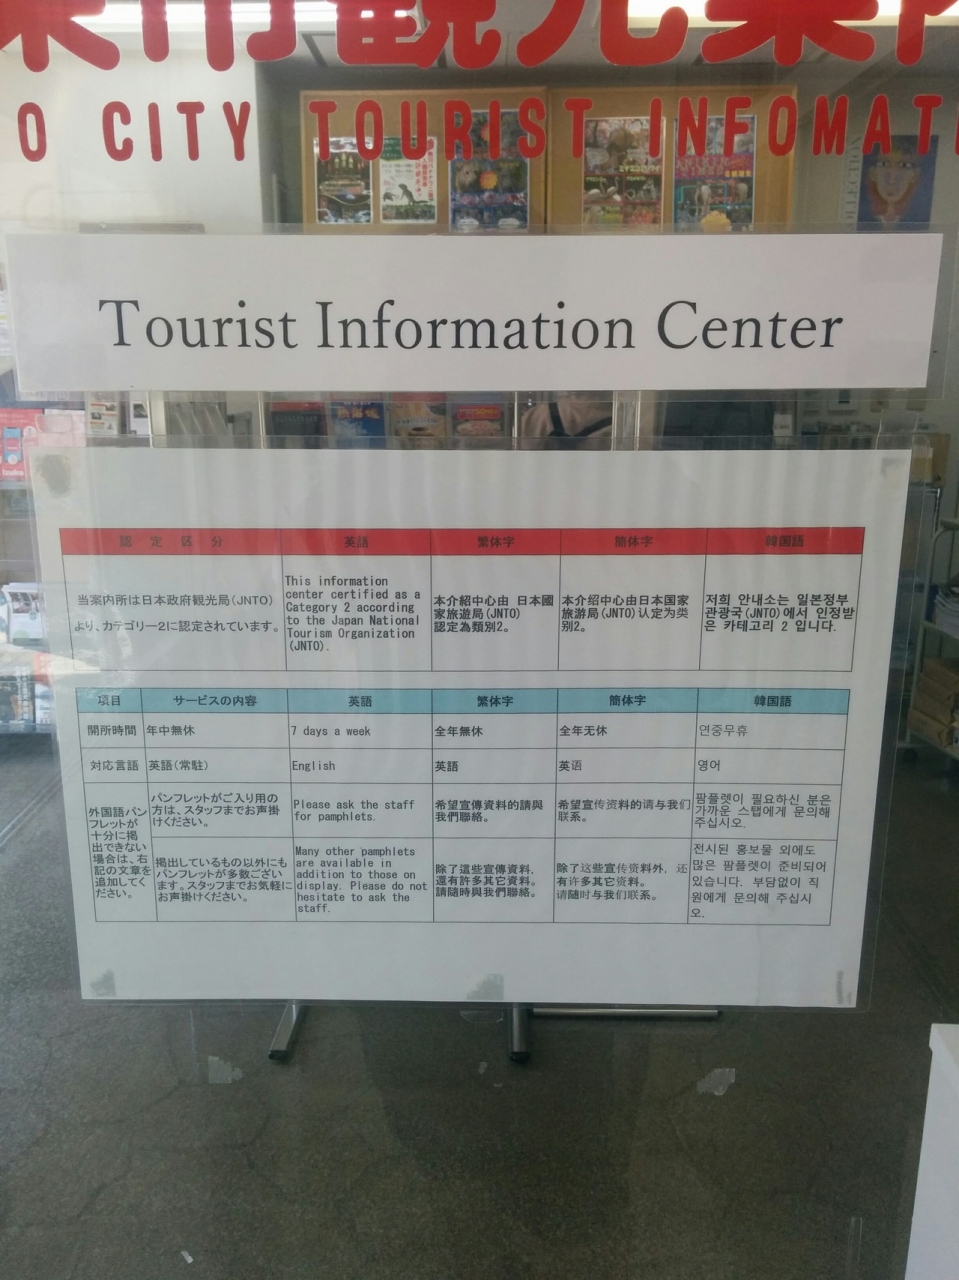 東市観光案内
O CITY TOURIST INFOMATI
Tourist Information Center
認定区分
英語
繁体字
簡体字
韓国語
当案内所は日本政府観光局(JNTO)
より、カテゴリー2に認定されています。
This information
center certified as a
Category 2 according
to the Japan National
Tourism Organization
(JNTO).
本介紹中心由 日本國
家旅遊局(JNTO)
認定為類別2。
本介绍中心由日本国家
旅游局(JNTO)认定为类
别2。
저희 안내소는 일본정부
관광국(JNTO)에서 인정받
은 카테고리 2 입니다.
項目
サービスの内容
英語
繁体字
簡体字
韓国語
開所時間
年中無休
7 days a week
全年無休
全年无休
연중무휴
対応言語
英語(常駐)
English
英語
英语
영어
外国語パン
フレットが
十分に掲
出できない
場合は、右
記の文章を
追加してく
ださい。
パンフレットがご入り用の
方は、スタッフまでお声掛
けください。
Please ask the staff
for pamphlets.
希望宣傳資料的請與
我們聯絡。
希望宣传资料的请与我们
联系。
팜플렛이 필요하신 분은
가까운 스탭에게 문의해
주십시오.
掲出しているもの以外にも
パンフレットが多数ござい
ます。スタッフまでお気軽に
お声掛けください。
Many other pamphlets
are available in
addition to those on
display. Please do not
hesitate to ask the
staff.
除了這些宣傳資料,
還有許多其它資料。
請隨時與我們聯絡。
除了这些宣传资料外, 还
有许多其它资料。
请随时与我们联系。
전시된 홍보물 외에도
많은 팜플렛이 준비되어
있습니다. 부담없이 직
원에게 문의해 주십시
오.